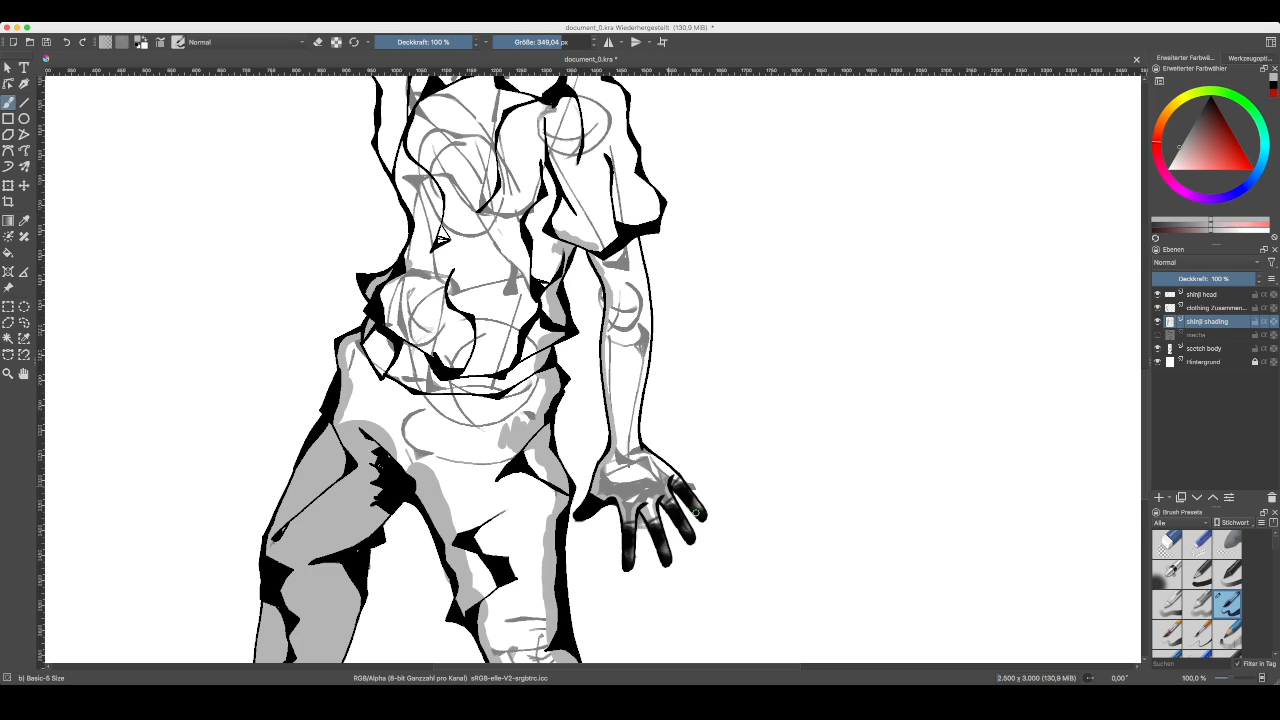 document_0.kra Wiederhergestellt (130,9 MiB) *
Normal
Deckkraft: 100 %
Größe: 349,04 px
document_0.kra *
Erweiterter Farbwä...
Werkzeugopti...
Erweiterter Farbwähler
Ebenen
Normal
Deckkraft: 100 %
shinji head
clothing Zusammen...
shinji shading
mecha
scetch body
Hintergrund
Brush Presets
Alle
Stichwort
Suchen
Filter in Tag
b) Basic-5 Size
RGB/Alpha (8-bit Ganzzahl pro Kanal) sRGB-elle-V2-srgbtrc.icc
2.500 x 3.000 (130,9 MiB)
0,00°
100,0 %